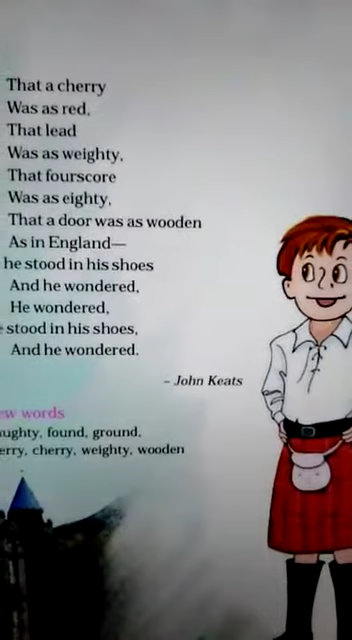 That a cherry
Was as red,
That lead
Was as weighty,
That fourscore
Was as eighty,
That a door was as wooden
As in England—
he stood in his shoes
And he wondered,
He wondered,
stood in his shoes,
And he wondered.
– John Keats
words
found, ground,
cherry, weighty, wooden